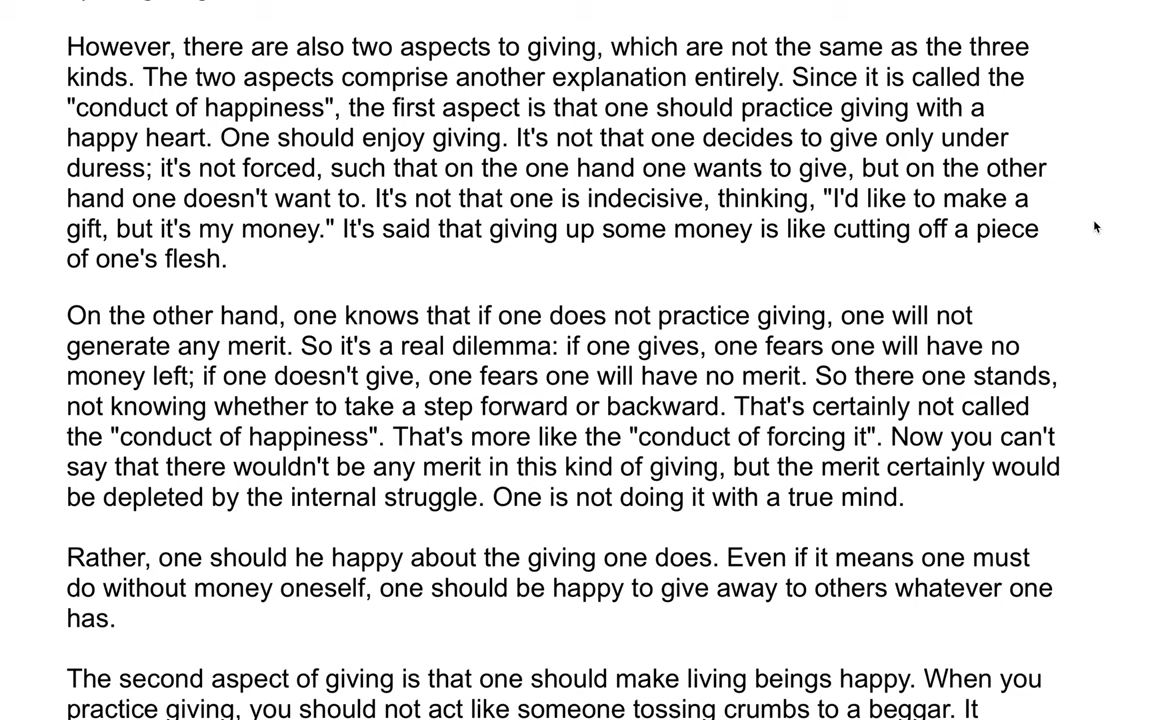 However, there are also two aspects to giving, which are not the same as the three
kinds. The two aspects comprise another explanation entirely. Since it is called the
"conduct of happiness", the first aspect is that one should practice giving with a
happy heart. One should enjoy giving. It's not that one decides to give only under
duress; it's not forced, such that on the one hand one wants to give, but on the other
hand one doesn't want to. It's not that one is indecisive, thinking, "I'd like to make a
gift, but it's my money." It's said that giving up some money is like cutting off a piece
of one's flesh.
On the other hand, one knows that if one does not practice giving, one will not
generate any merit. So it's a real dilemma: if one gives, one fears one will have no
money left; if one doesn't give, one fears one will have no merit. So there one stands,
not knowing whether to take a step forward or backward. That's certainly not called
the "conduct of happiness". That's more like the "conduct of forcing it". Now you can't
say that there wouldn't be any merit in this kind of giving, but the merit certainly would
be depleted by the internal struggle. One is not doing it with a true mind.
Rather, one should he happy about the giving one does. Even if it means one must
do without money oneself, one should be happy to give away to others whatever one
has.
The second aspect of giving is that one should make living beings happy. When you
practice giving, you should not act like someone tossing crumbs to a beggar. It